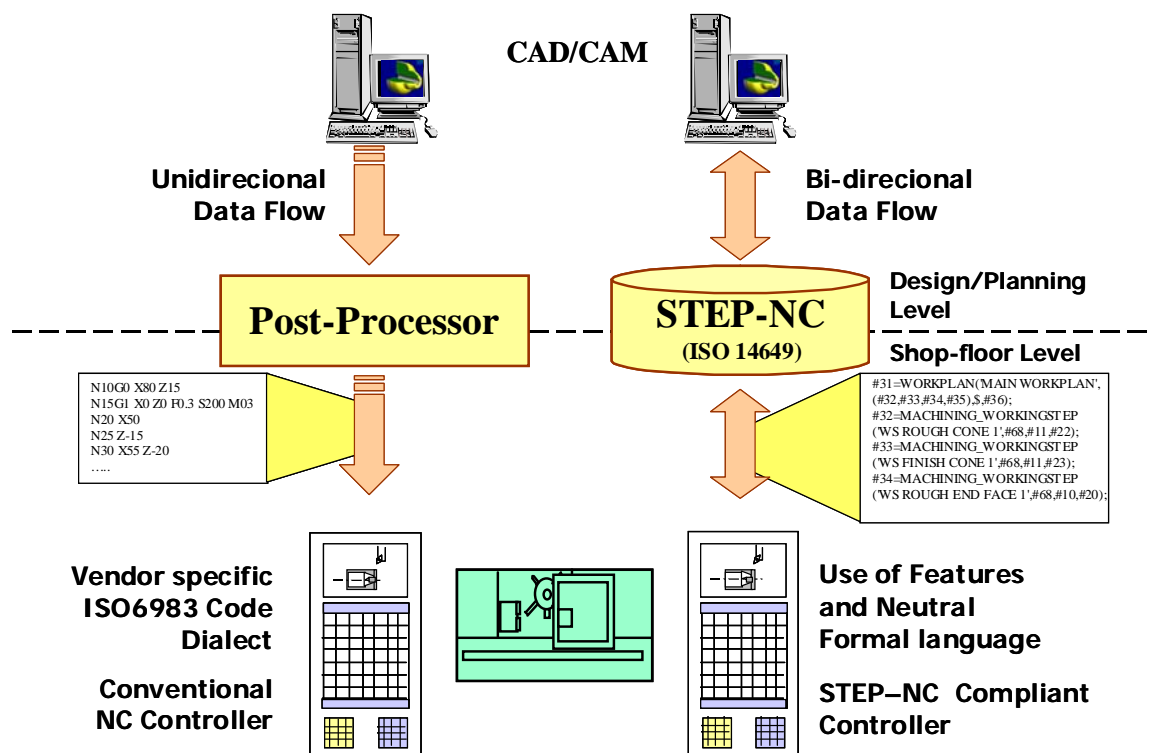 CAD/CAM
Unidirecional
Data Flow
Bi-direcional
Data Flow
Post-Processor
STEP-NC
(ISO 14649)
Design/Planning
Level
Shop-floor Level
N10G0 X80 Z15
N15G1 X0 Z0 F0.3 S200 M03
N20 X50
N25 Z-15
N30 X55 Z-20
.....
#31=WORKPLAN('MAIN WORKPLAN',
(#32,#33,#34,#35),$,#36);
#32=MACHINING_WORKINGSTEP
('WS ROUGH CONE 1',#68,#11,#22);
#33=MACHINING_WORKINGSTEP
('WS FINISH CONE 1',#68,#11,#23);
#34=MACHINING_WORKINGSTEP
('WS ROUGH END FACE 1',#68,#10,#20);
Vendor specific
ISO6983 Code
Dialect
Conventional
NC Controller
Use of Features
and Neutral
Formal language
STEP–NC Compliant
Controller